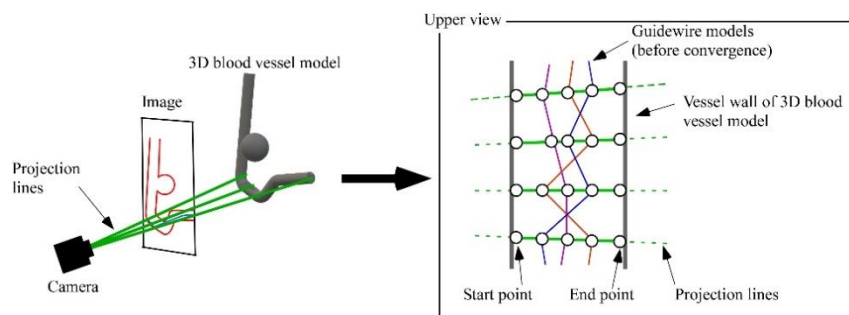 3D blood vessel model
Image
Projection
lines
Camera
Upper view
Guidewire models
(before convergence)
Vessel wall of 3D blood
vessel model
Start point
End point
Projection lines